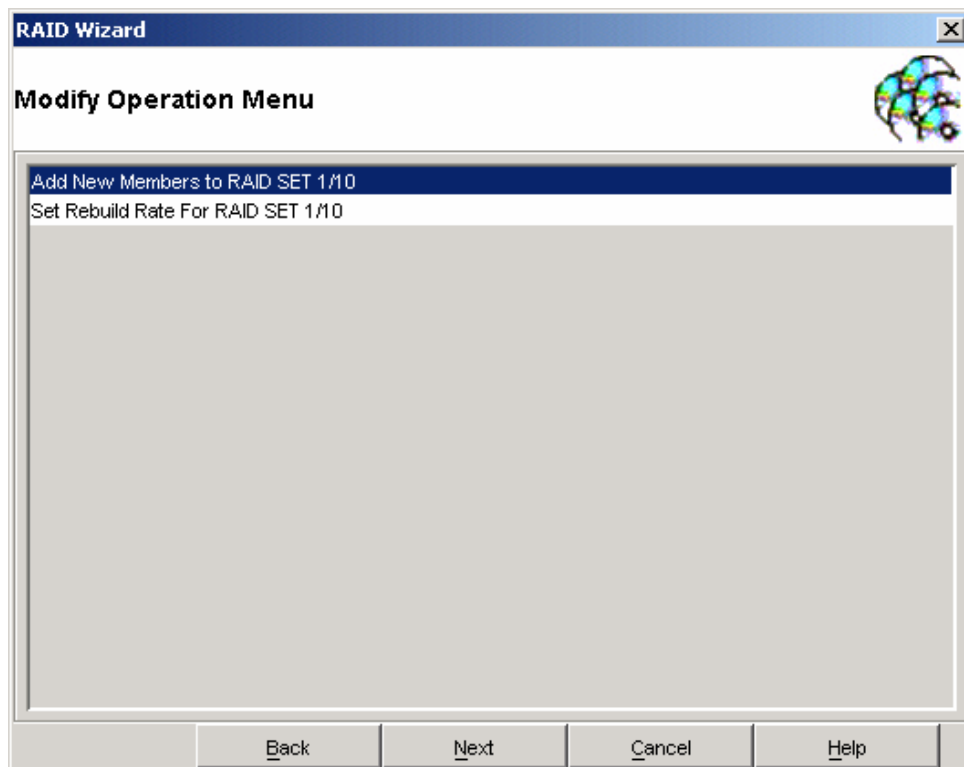 RAID Wizard
Modify Operation Menu
Add New Members to RAID SET 1/10
Set Rebuild Rate For RAID SET 1/10
Back Next Cancel Help